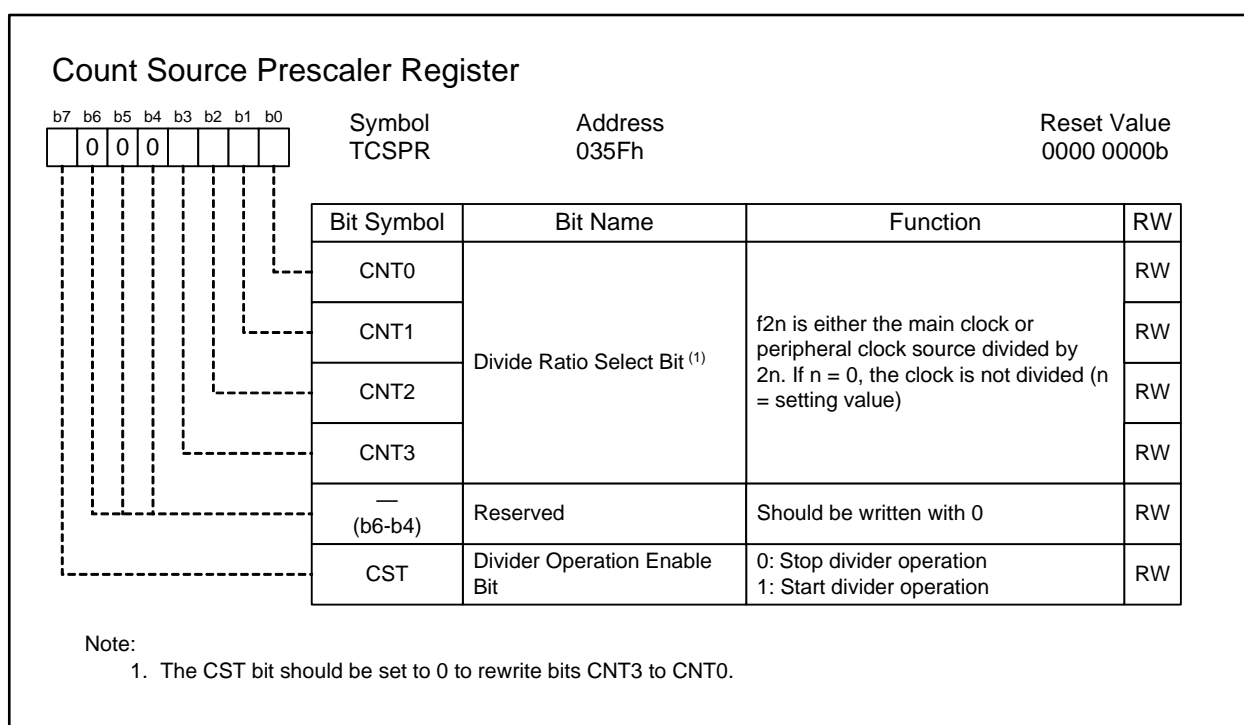 Count Source Prescaler Register
b7 b6 b5 b4 b3 b2 b1 b0
0 0 0
Symbol Address Reset Value
TCSPR 035Fh 0000 0000b
Bit Symbol Bit Name Function RW
CNT0 RW
CNT1 RW
CNT2 RW
CNT3 RW
Divide Ratio Select Bit (1)
f2n is either the main clock or
peripheral clock source divided by
2n. If n = 0, the clock is not divided (n
= setting value)
—
(b6-b4) Reserved Should be written with 0 RW
CST
Divider Operation Enable
Bit
0: Stop divider operation
1: Start divider operation
RW
Note:
1. The CST bit should be set to 0 to rewrite bits CNT3 to CNT0.